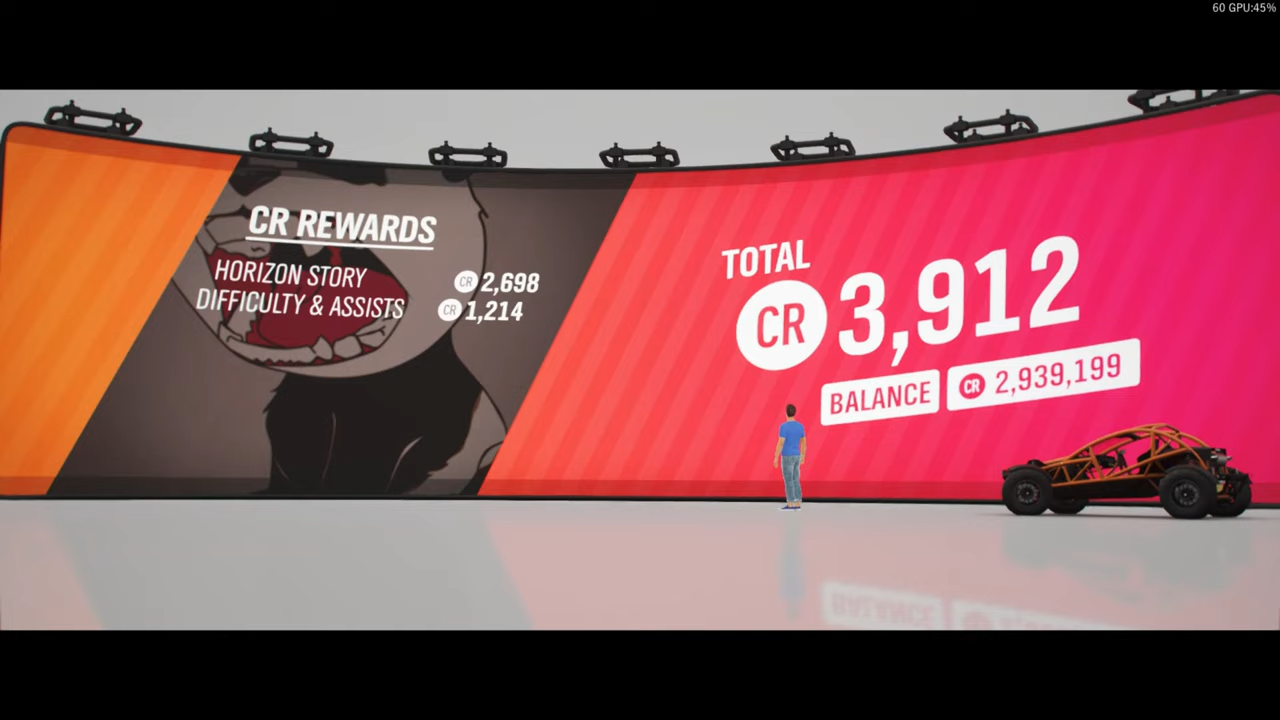 60 GPU:45%
CR REWARDS
HORIZON STORY CR 2,698
DIFFICULTY & ASSISTS CR 1,214
TOTAL
CR 3,912
BALANCE CR 2,939,199